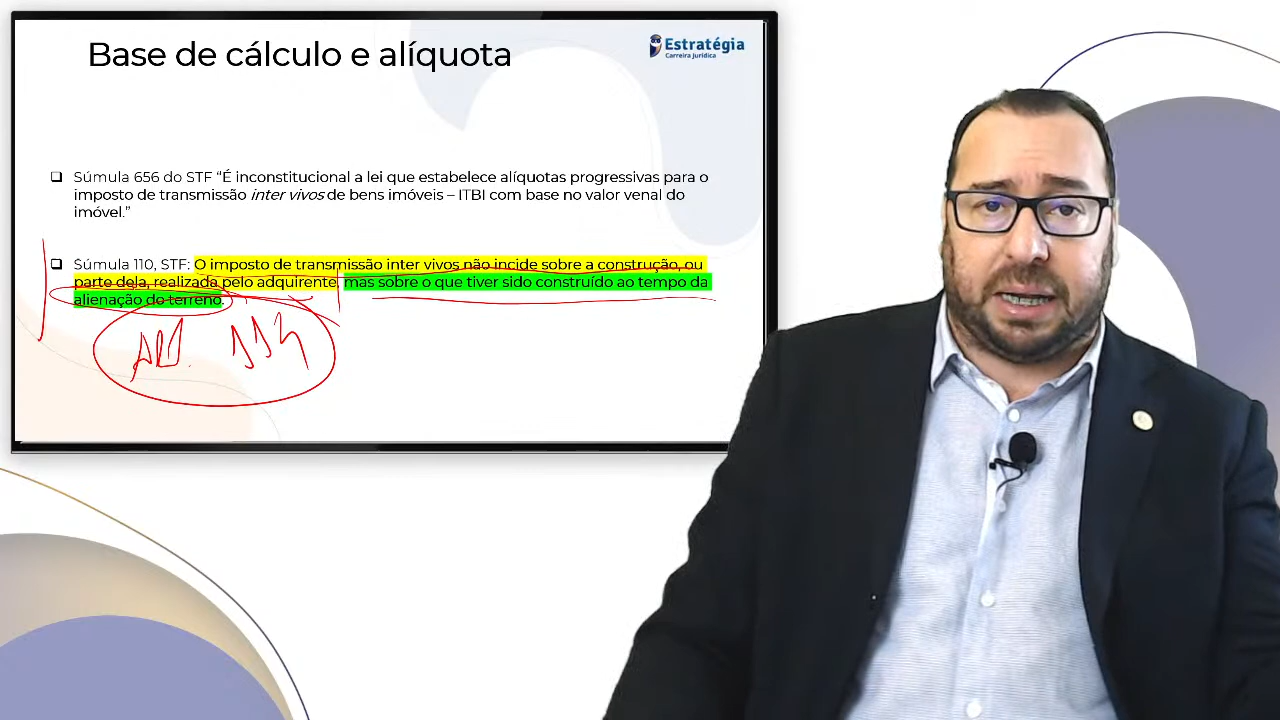 Base de cálculo e alíquota
Estratégia
Carreira Jurídica
❑ Súmula 656 do STF “É inconstitucional a lei que estabelece alíquotas progressivas para o
imposto de transmissão inter vivos de bens imóveis – ITBI com base no valor venal do
imóvel.”
❑ Súmula 110, STF: O imposto de transmissão inter vivos não incide sobre a construção, ou
parte dela, realizada pelo adquirente, mas sobre o que tiver sido construído ao tempo da
alienação do terreno.